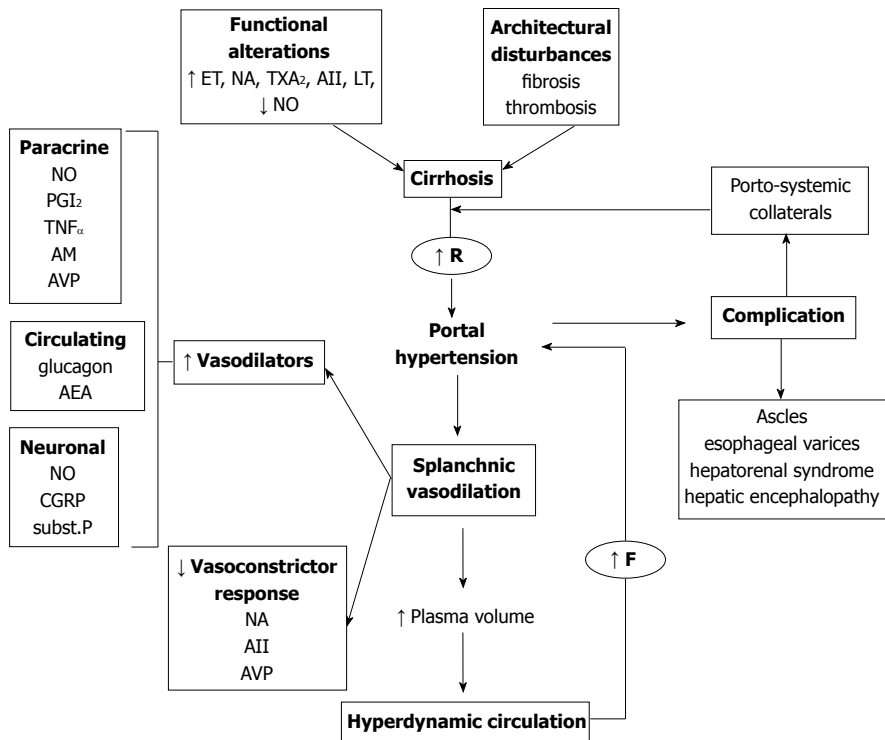 Functional
alterations
↑ ET, NA, TXA₂, AII, LT,
↓ NO
Architectural
disturbances
fibrosis
thrombosis
Paracrine
NO
PGI₂
TNFα
AM
AVP
Cirrhosis
Porto-systemic
collaterals
↑ R
Circulating
glucagon
AEA
↑ Vasodilators
Portal
hypertension
Complication
Neuronal
NO
CGRP
subst.P
Splanchnic
vasodilation
Ascles
esophageal varices
hepatorenal syndrome
hepatic encephalopathy
↓ Vasoconstrictor
response
NA
AII
AVP
↑ F
↑ Plasma volume
Hyperdynamic circulation